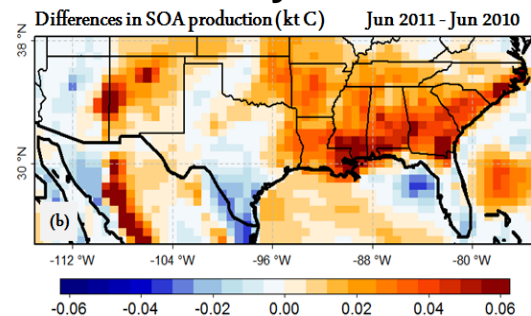 Differences in SOA production (kt C) Jun 2011 - Jun 2010
38 °N
30 °N
(b)
-112 °W -104 °W -96 °W -88 °W -80 °W
-0.06 -0.04 -0.02 0.00 0.02 0.04 0.06